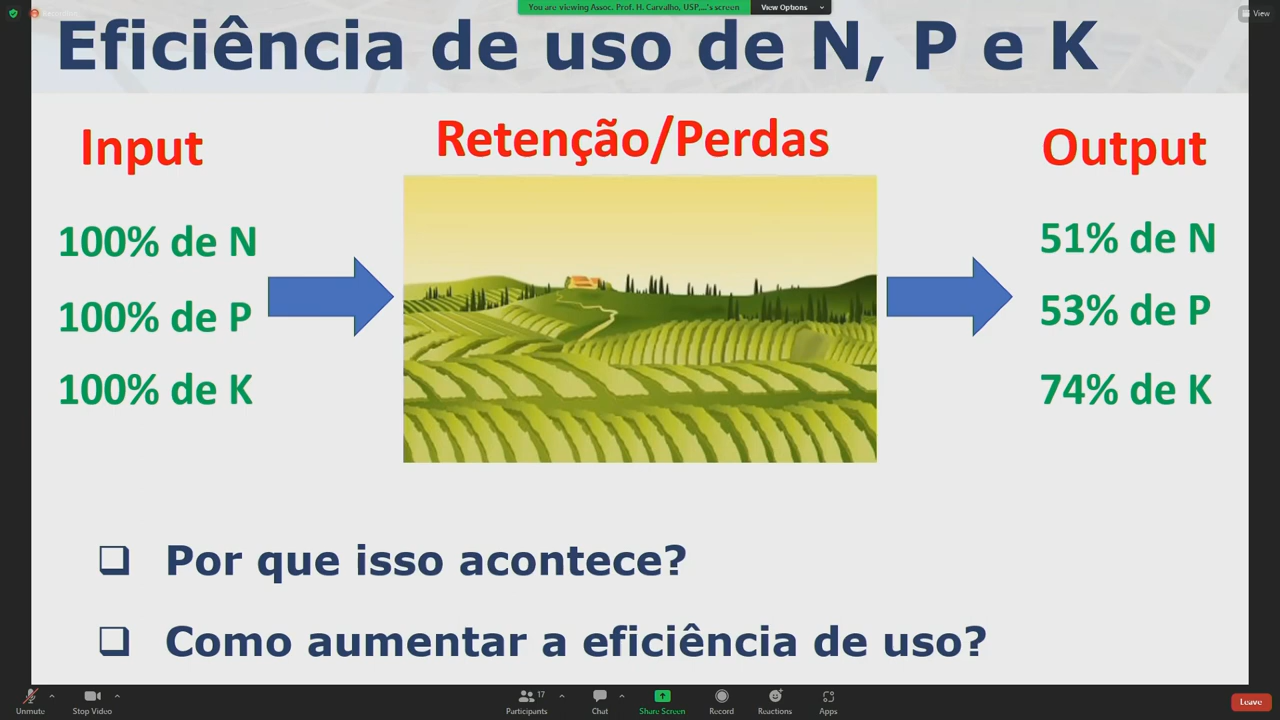 You are viewing Assoc. Prof. H. Carvalho, USP,...'s screen
View Options
View
Eficiência de uso de N, P e K
Input
Retenção/Perdas
Output
100% de N
51% de N
100% de P
53% de P
100% de K
74% de K
Por que isso acontece?
Como aumentar a eficiência de uso?
Unmute
Stop Video
17
Participants
Chat
Share Screen
Record
Reactions
Apps
Leave